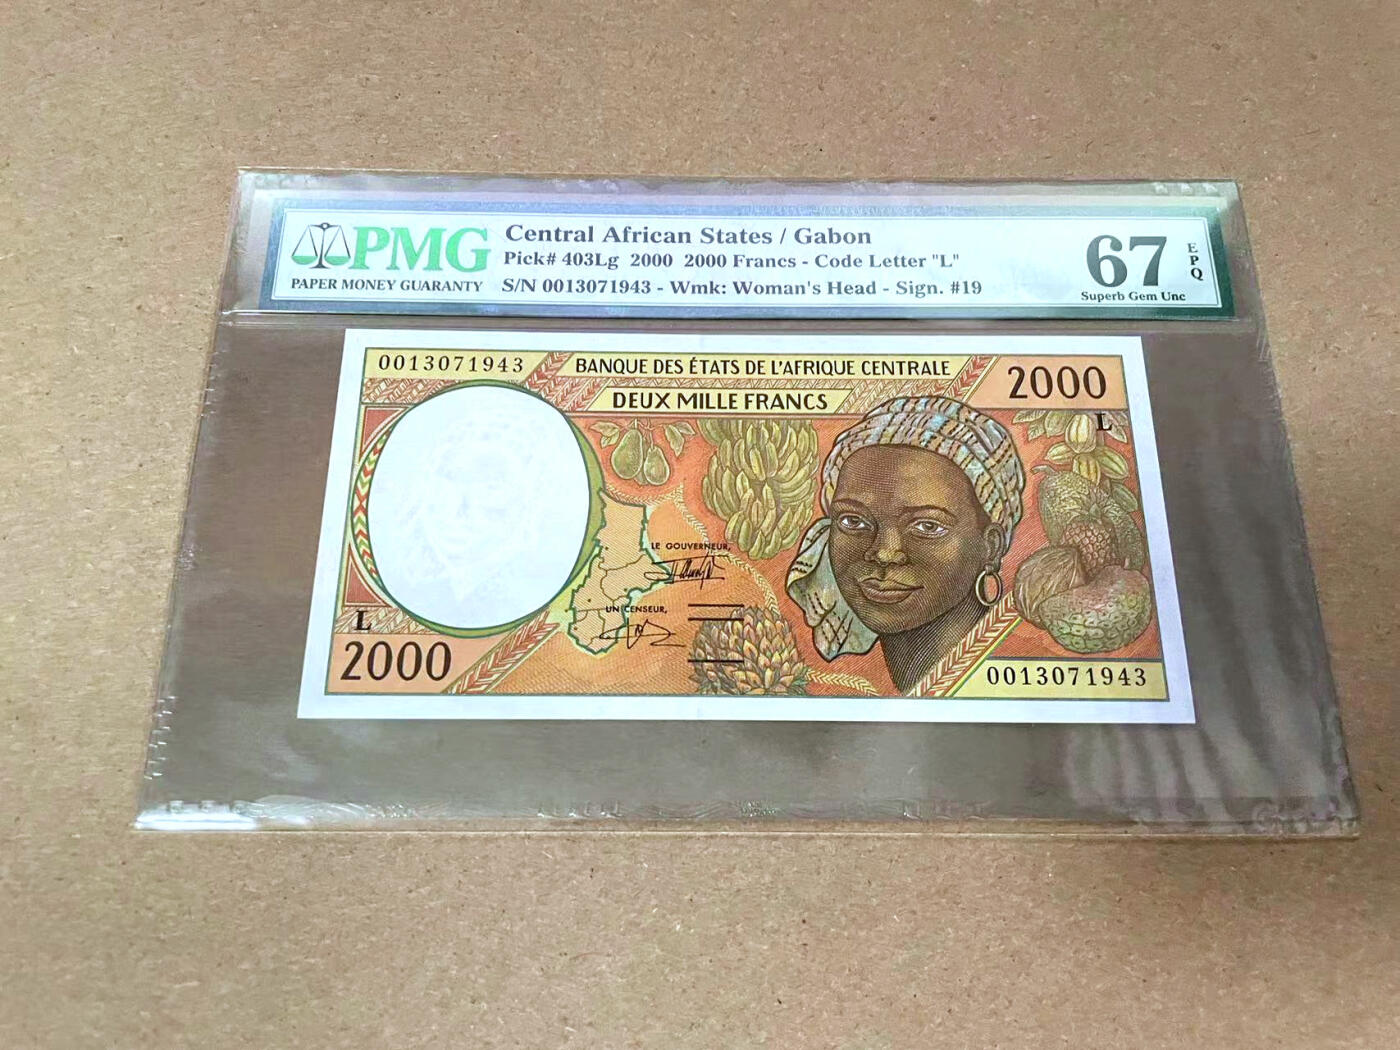 PMG
PAPER MONEY GUARANTY
Central African States / Gabon
Pick# 403Lg 2000 2000 Francs - Code Letter "L"
S/N 0013071943 - Wmk: Woman's Head - Sign. #19
67
EPQ
Superb Gem Unc
0013071943
BANQUE DES ÉTATS DE L'AFRIQUE CENTRALE
DEUX MILLE FRANCS
2000
L
LE GOUVERNEUR,
UN CENSEUR,
L
2000
0013071943